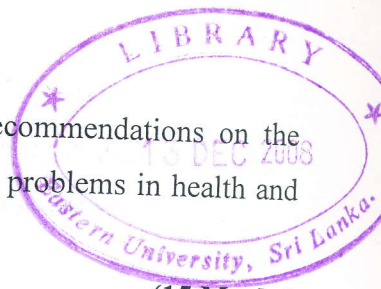 LIBRARY
ecommendations on the
13 DEC 2008
problems in health and
Eastern University, Sri Lanka.